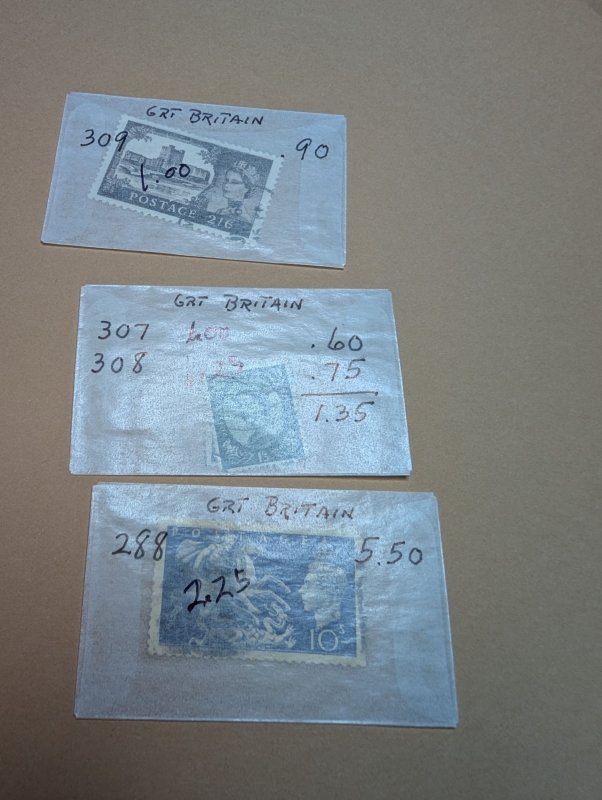 GRT BRITAIN
309 .90
1.00
POSTAGE 2/6
GRT BRITAIN
307 .60
308 .75
1.35
GRT BRITAIN
288 5.50
2.25
10